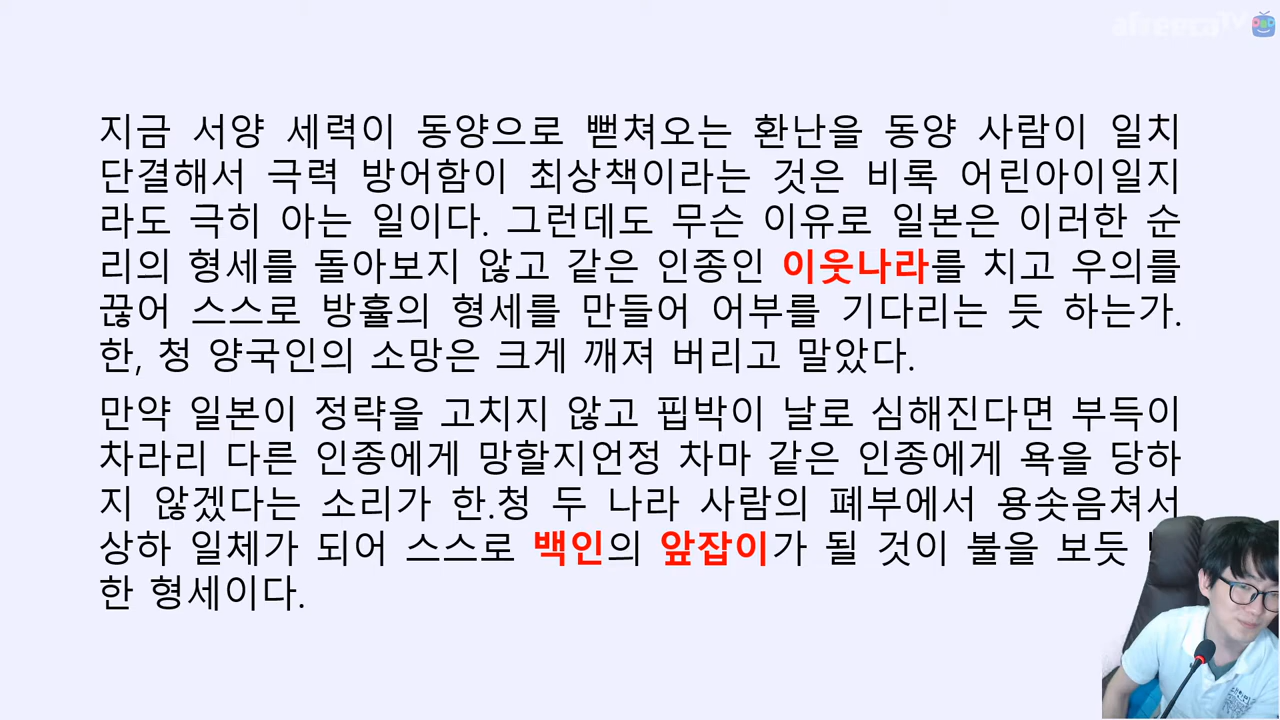 afreecaTV
지금 서양 세력이 동양으로 뻗쳐오는 환난을 동양 사람이 일치
단결해서 극력 방어함이 최상책이라는 것은 비록 어린아이일지
라도 극히 아는 일이다. 그런데도 무슨 이유로 일본은 이러한 순
리의 형세를 돌아보지 않고 같은 인종인 이웃나라를 치고 우의를
끊어 스스로 방휼의 형세를 만들어 어부를 기다리는 듯 하는가.
한, 청 양국인의 소망은 크게 깨져 버리고 말았다.
만약 일본이 정략을 고치지 않고 핍박이 날로 심해진다면 부득이
차라리 다른 인종에게 망할지언정 차마 같은 인종에게 욕을 당하
지 않겠다는 소리가 한.청 두 나라 사람의 폐부에서 용솟음쳐서
상하 일체가 되어 스스로 백인의 앞잡이가 될 것이 불을 보듯
한 형세이다.